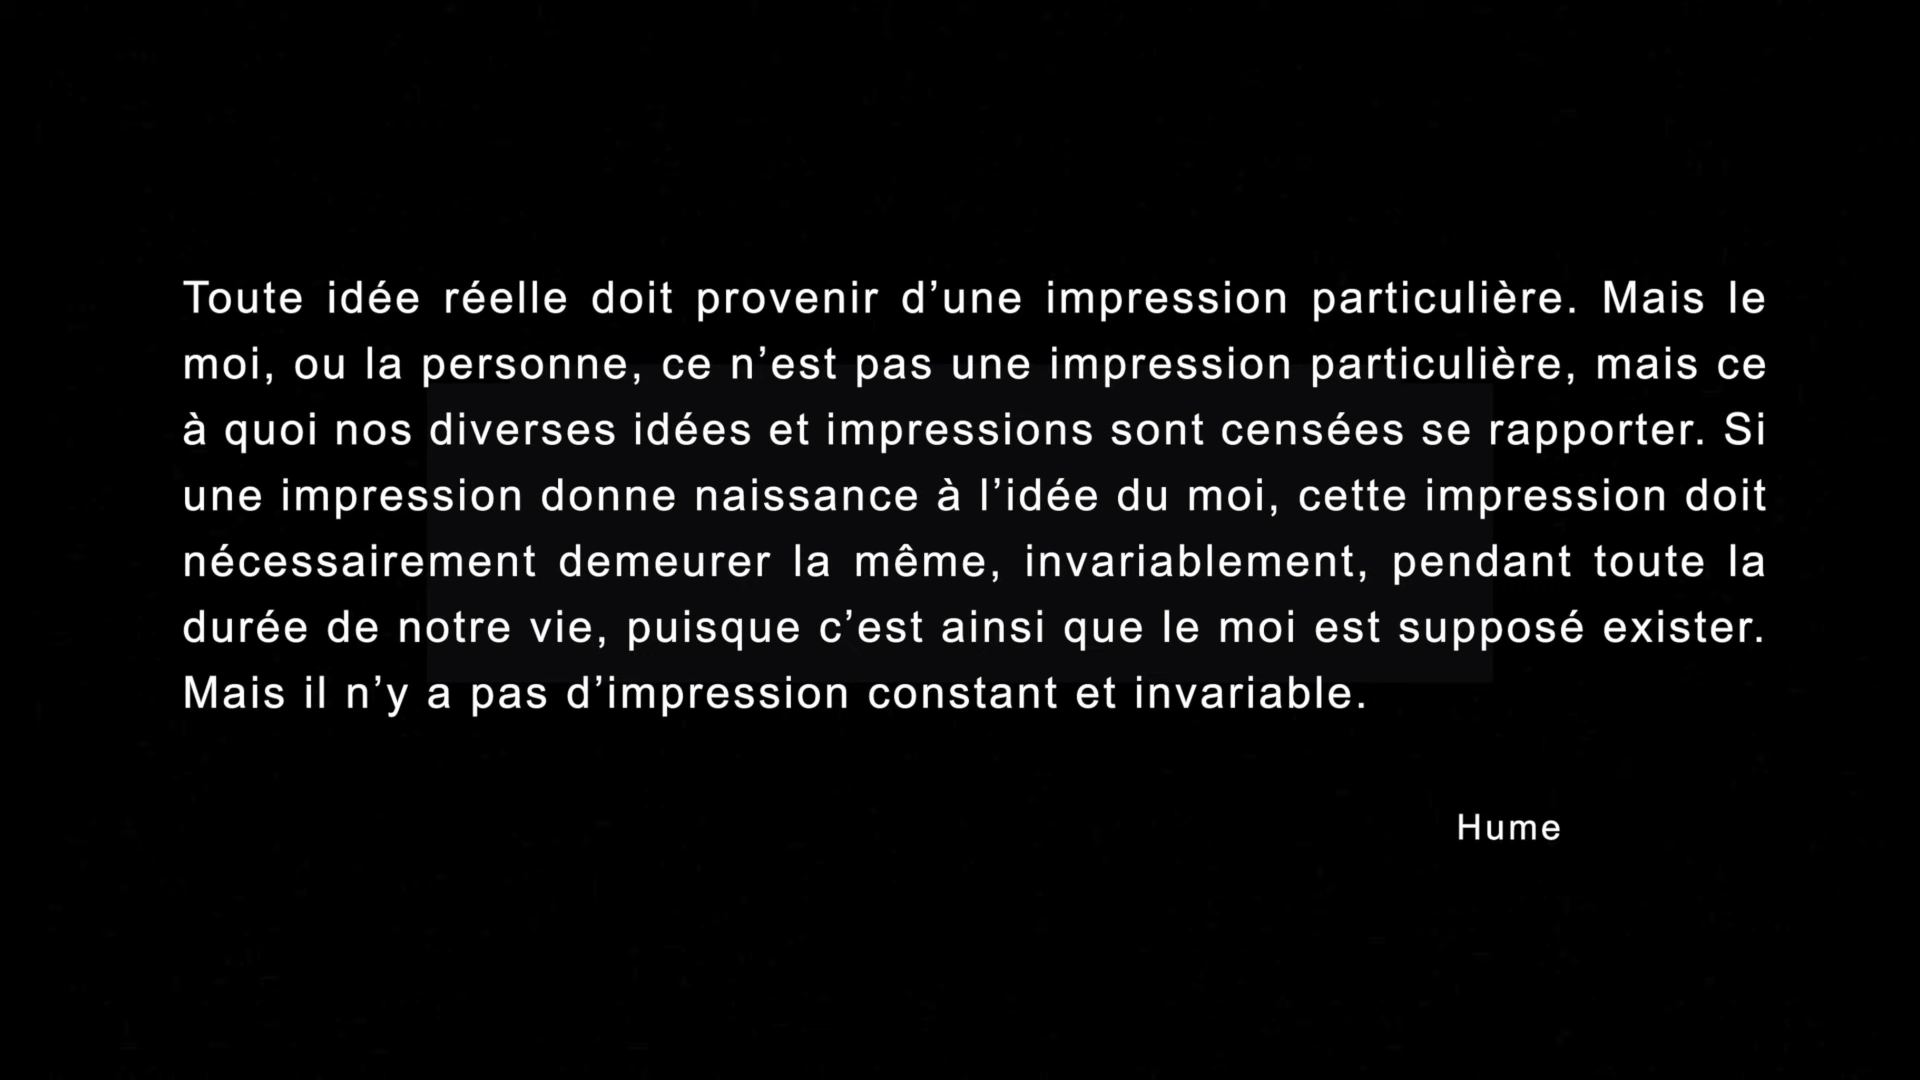 Toute idée réelle doit provenir d’une impression particulière. Mais le
moi, ou la personne, ce n’est pas une impression particulière, mais ce
à quoi nos diverses idées et impressions sont censées se rapporter. Si
une impression donne naissance à l’idée du moi, cette impression doit
nécessairement demeurer la même, invariablement, pendant toute la
durée de notre vie, puisque c’est ainsi que le moi est supposé exister.
Mais il n’y a pas d’impression constant et invariable.
Hume